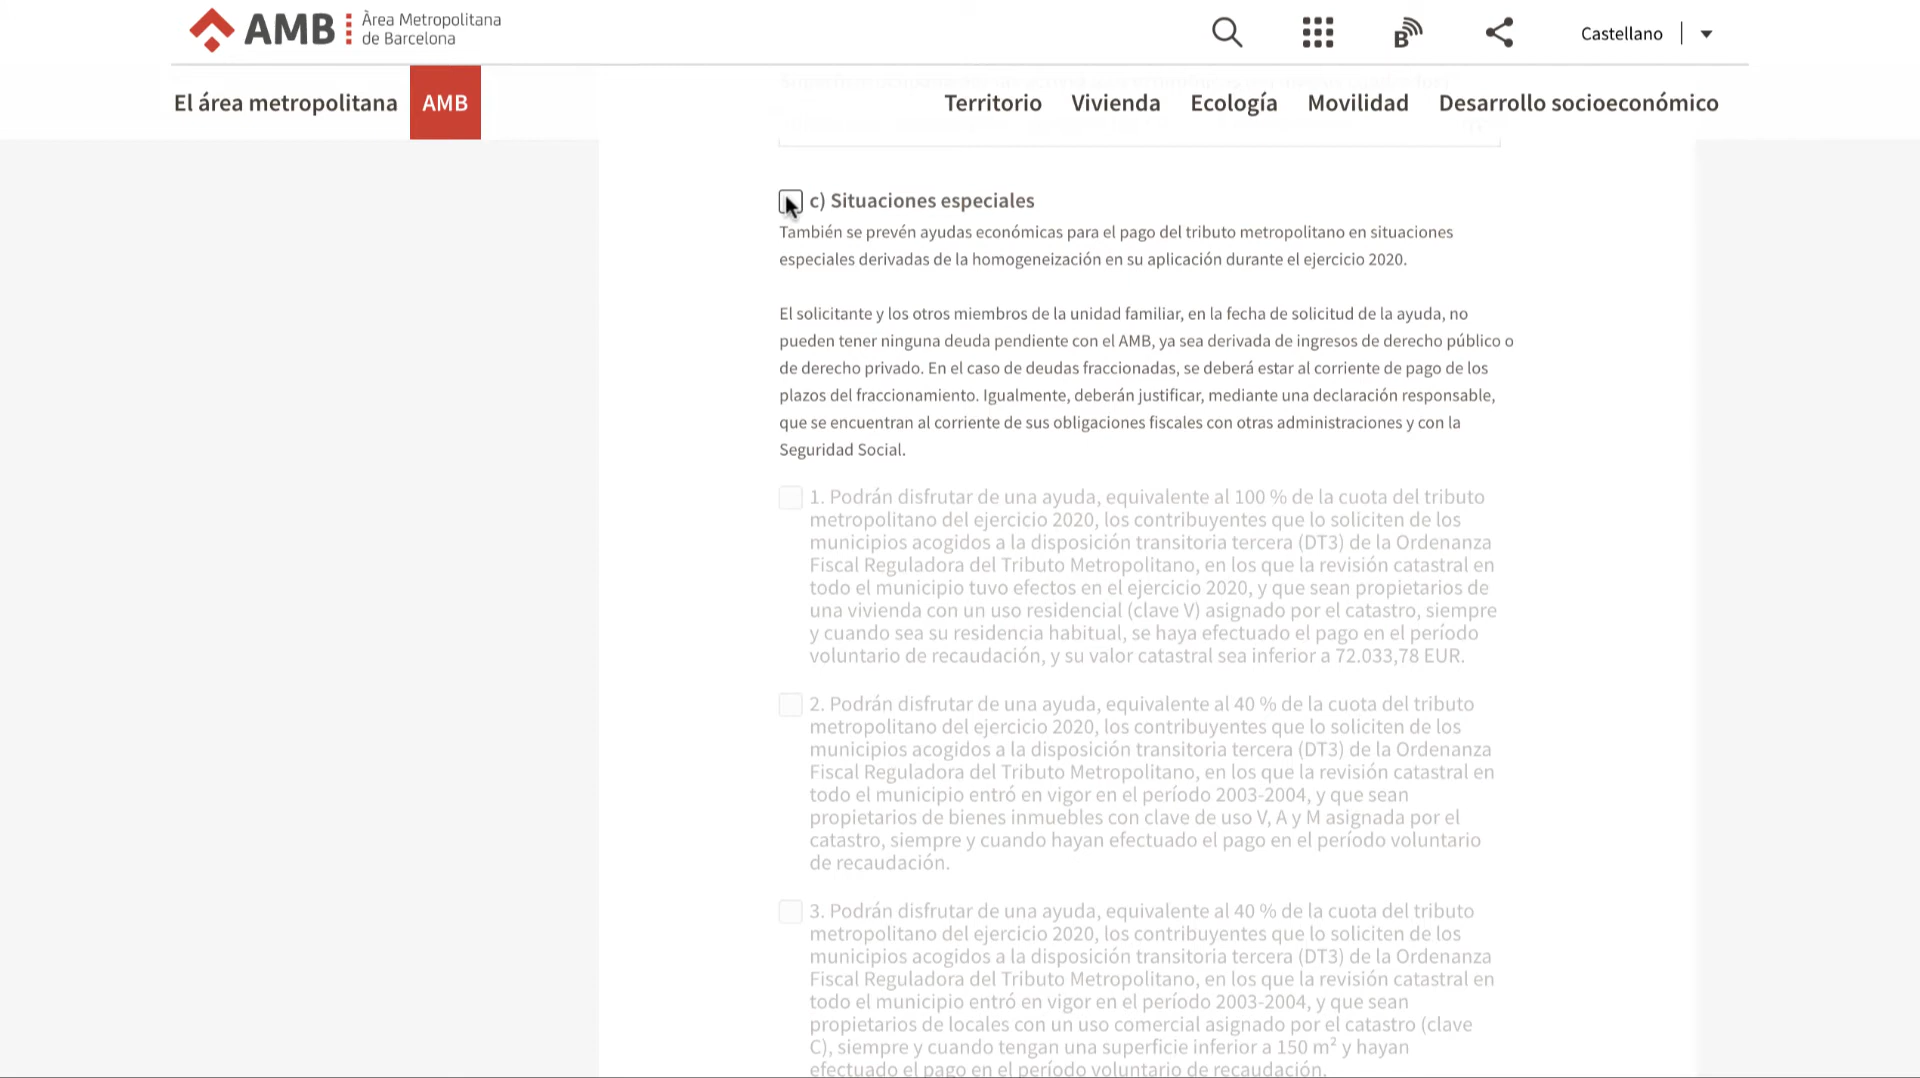 AMB
Àrea Metropolitana
de Barcelona
B
Castellano
El área metropolitana
AMB
Territorio
Vivienda
Ecología
Movilidad
Desarrollo socioeconómico
c) Situaciones especiales
También se prevén ayudas económicas para el pago del tributo metropolitano en situaciones
especiales derivadas de la homogeneización en su aplicación durante el ejercicio 2020.
El solicitante y los otros miembros de la unidad familiar, en la fecha de solicitud de la ayuda, no
pueden tener ninguna deuda pendiente con el AMB, ya sea derivada de ingresos de derecho público o
de derecho privado. En el caso de deudas fraccionadas, se deberá estar al corriente de pago de los
plazos del fraccionamiento. Igualmente, deberán justificar, mediante una declaración responsable,
que se encuentran al corriente de sus obligaciones fiscales con otras administraciones y con la
Seguridad Social.
1. Podrán disfrutar de una ayuda, equivalente al 100 % de la cuota del tributo
metropolitano del ejercicio 2020, los contribuyentes que lo soliciten de los
municipios acogidos a la disposición transitoria tercera (DT3) de la Ordenanza
Fiscal Reguladora del Tributo Metropolitano, en los que la revisión catastral en
todo el municipio tuvo efectos en el ejercicio 2020, y que sean propietarios de
una vivienda con un uso residencial (clave V) asignado por el catastro, siempre
y cuando sea su residencia habitual, se haya efectuado el pago en el período
voluntario de recaudación, y su valor catastral sea inferior a 72.033,78 EUR.
2. Podrán disfrutar de una ayuda, equivalente al 40 % de la cuota del tributo
metropolitano del ejercicio 2020, los contribuyentes que lo soliciten de los
municipios acogidos a la disposición transitoria tercera (DT3) de la Ordenanza
Fiscal Reguladora del Tributo Metropolitano, en los que la revisión catastral en
todo el municipio entró en vigor en el período 2003-2004, y que sean
propietarios de bienes inmuebles con clave de uso V, A y M asignada por el
catastro, siempre y cuando hayan efectuado el pago en el período voluntario
de recaudación.
3. Podrán disfrutar de una ayuda, equivalente al 40 % de la cuota del tributo
metropolitano del ejercicio 2020, los contribuyentes que lo soliciten de los
municipios acogidos a la disposición transitoria tercera (DT3) de la Ordenanza
Fiscal Reguladora del Tributo Metropolitano, en los que la revisión catastral en
todo el municipio entró en vigor en el período 2003-2004, y que sean
propietarios de locales con un uso comercial asignado por el catastro (clave
C), siempre y cuando tengan una superficie inferior a 150 m² y hayan
efectuado el pago en el período voluntario de recaudación.